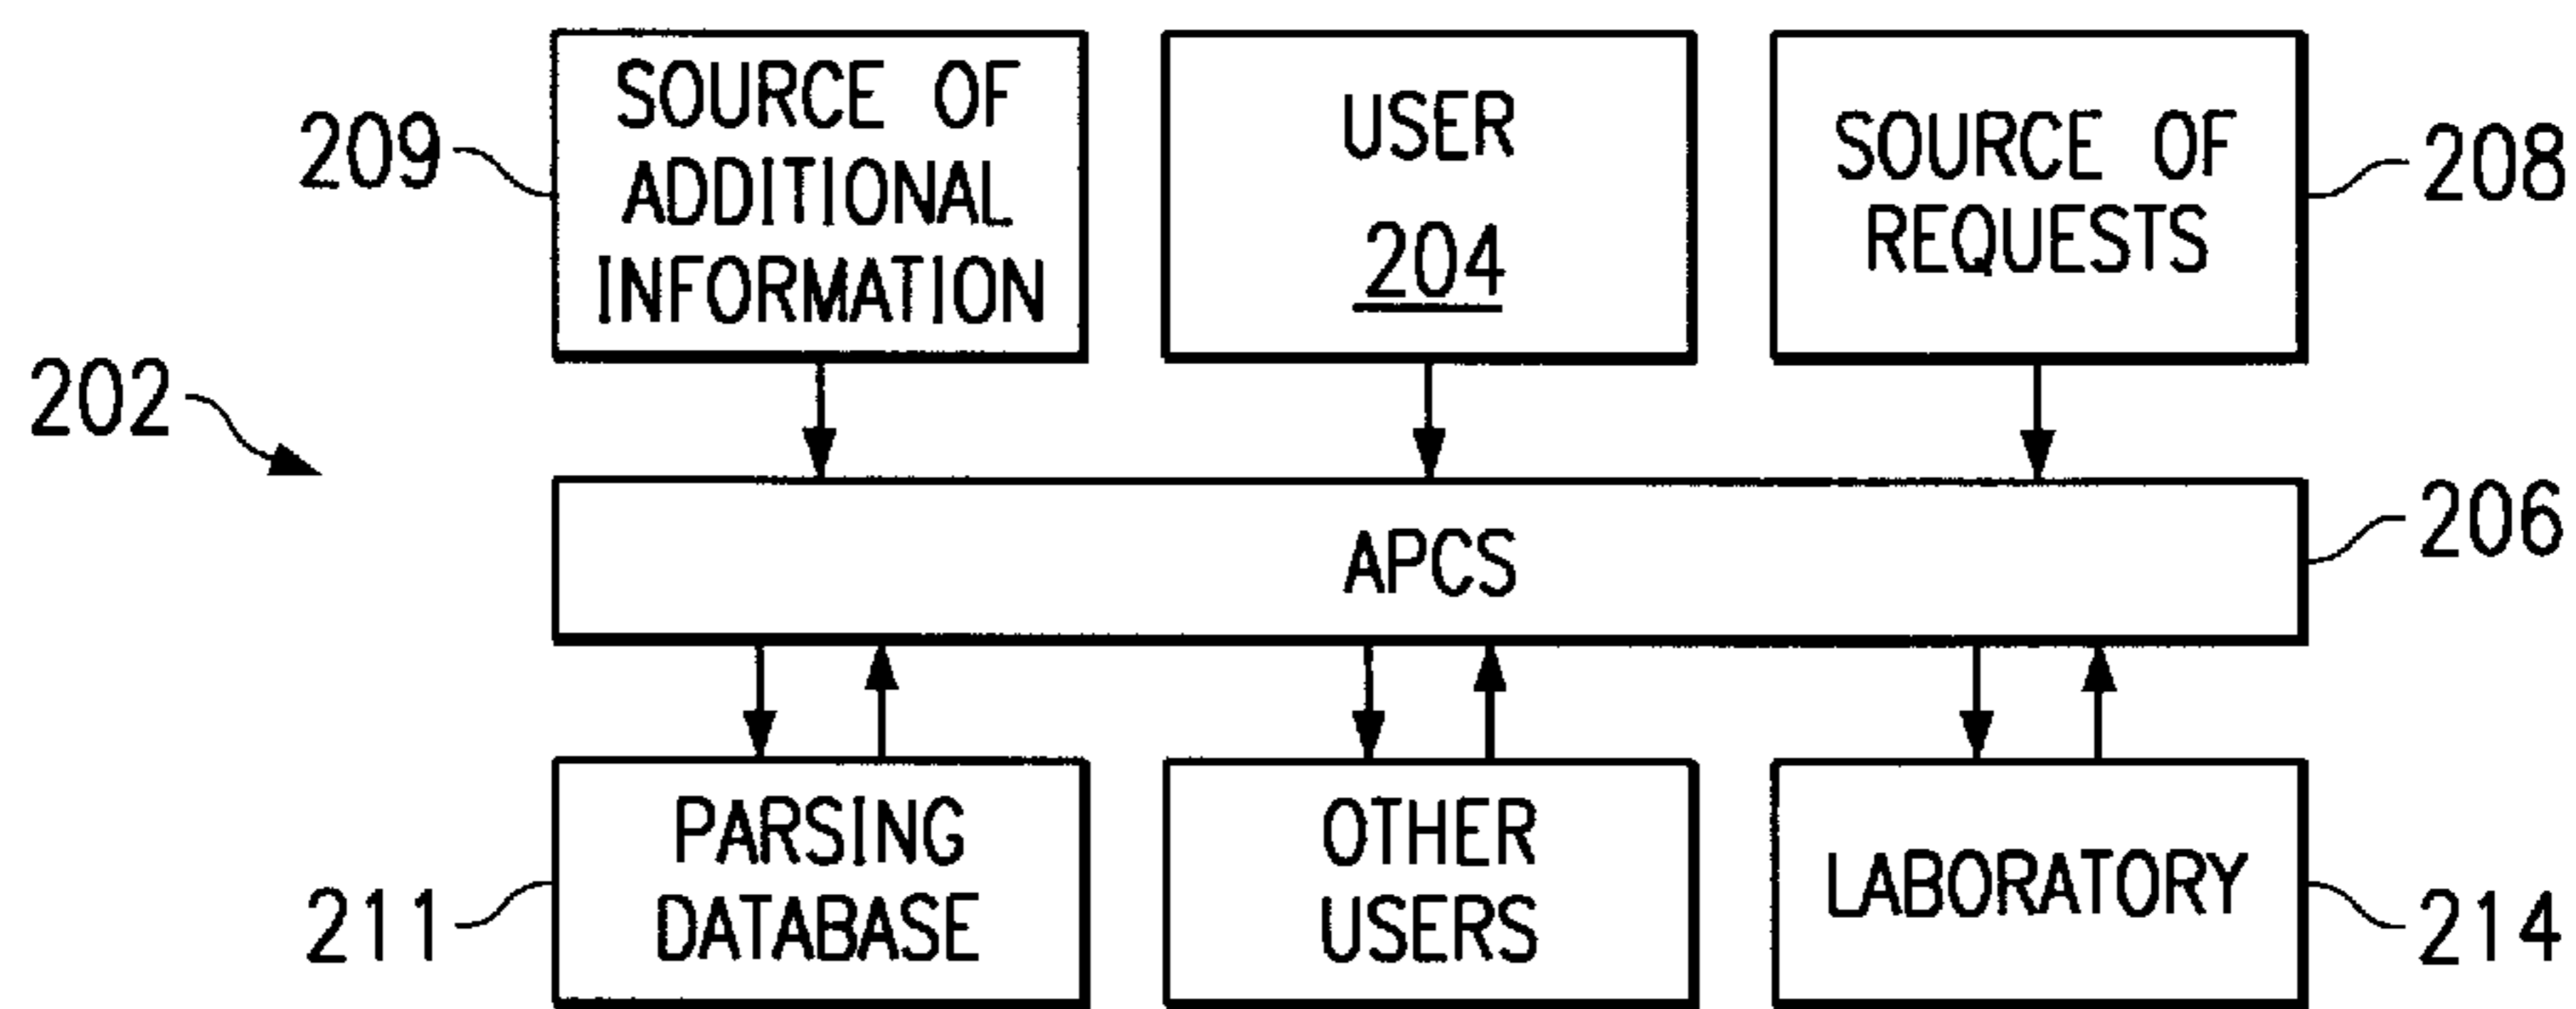 209
SOURCE OF
ADDITIONAL
INFORMATION
USER
204
SOURCE OF
REQUESTS
208
202
APCS
206
PARSING
DATABASE
211
OTHER
USERS
LABORATORY
214